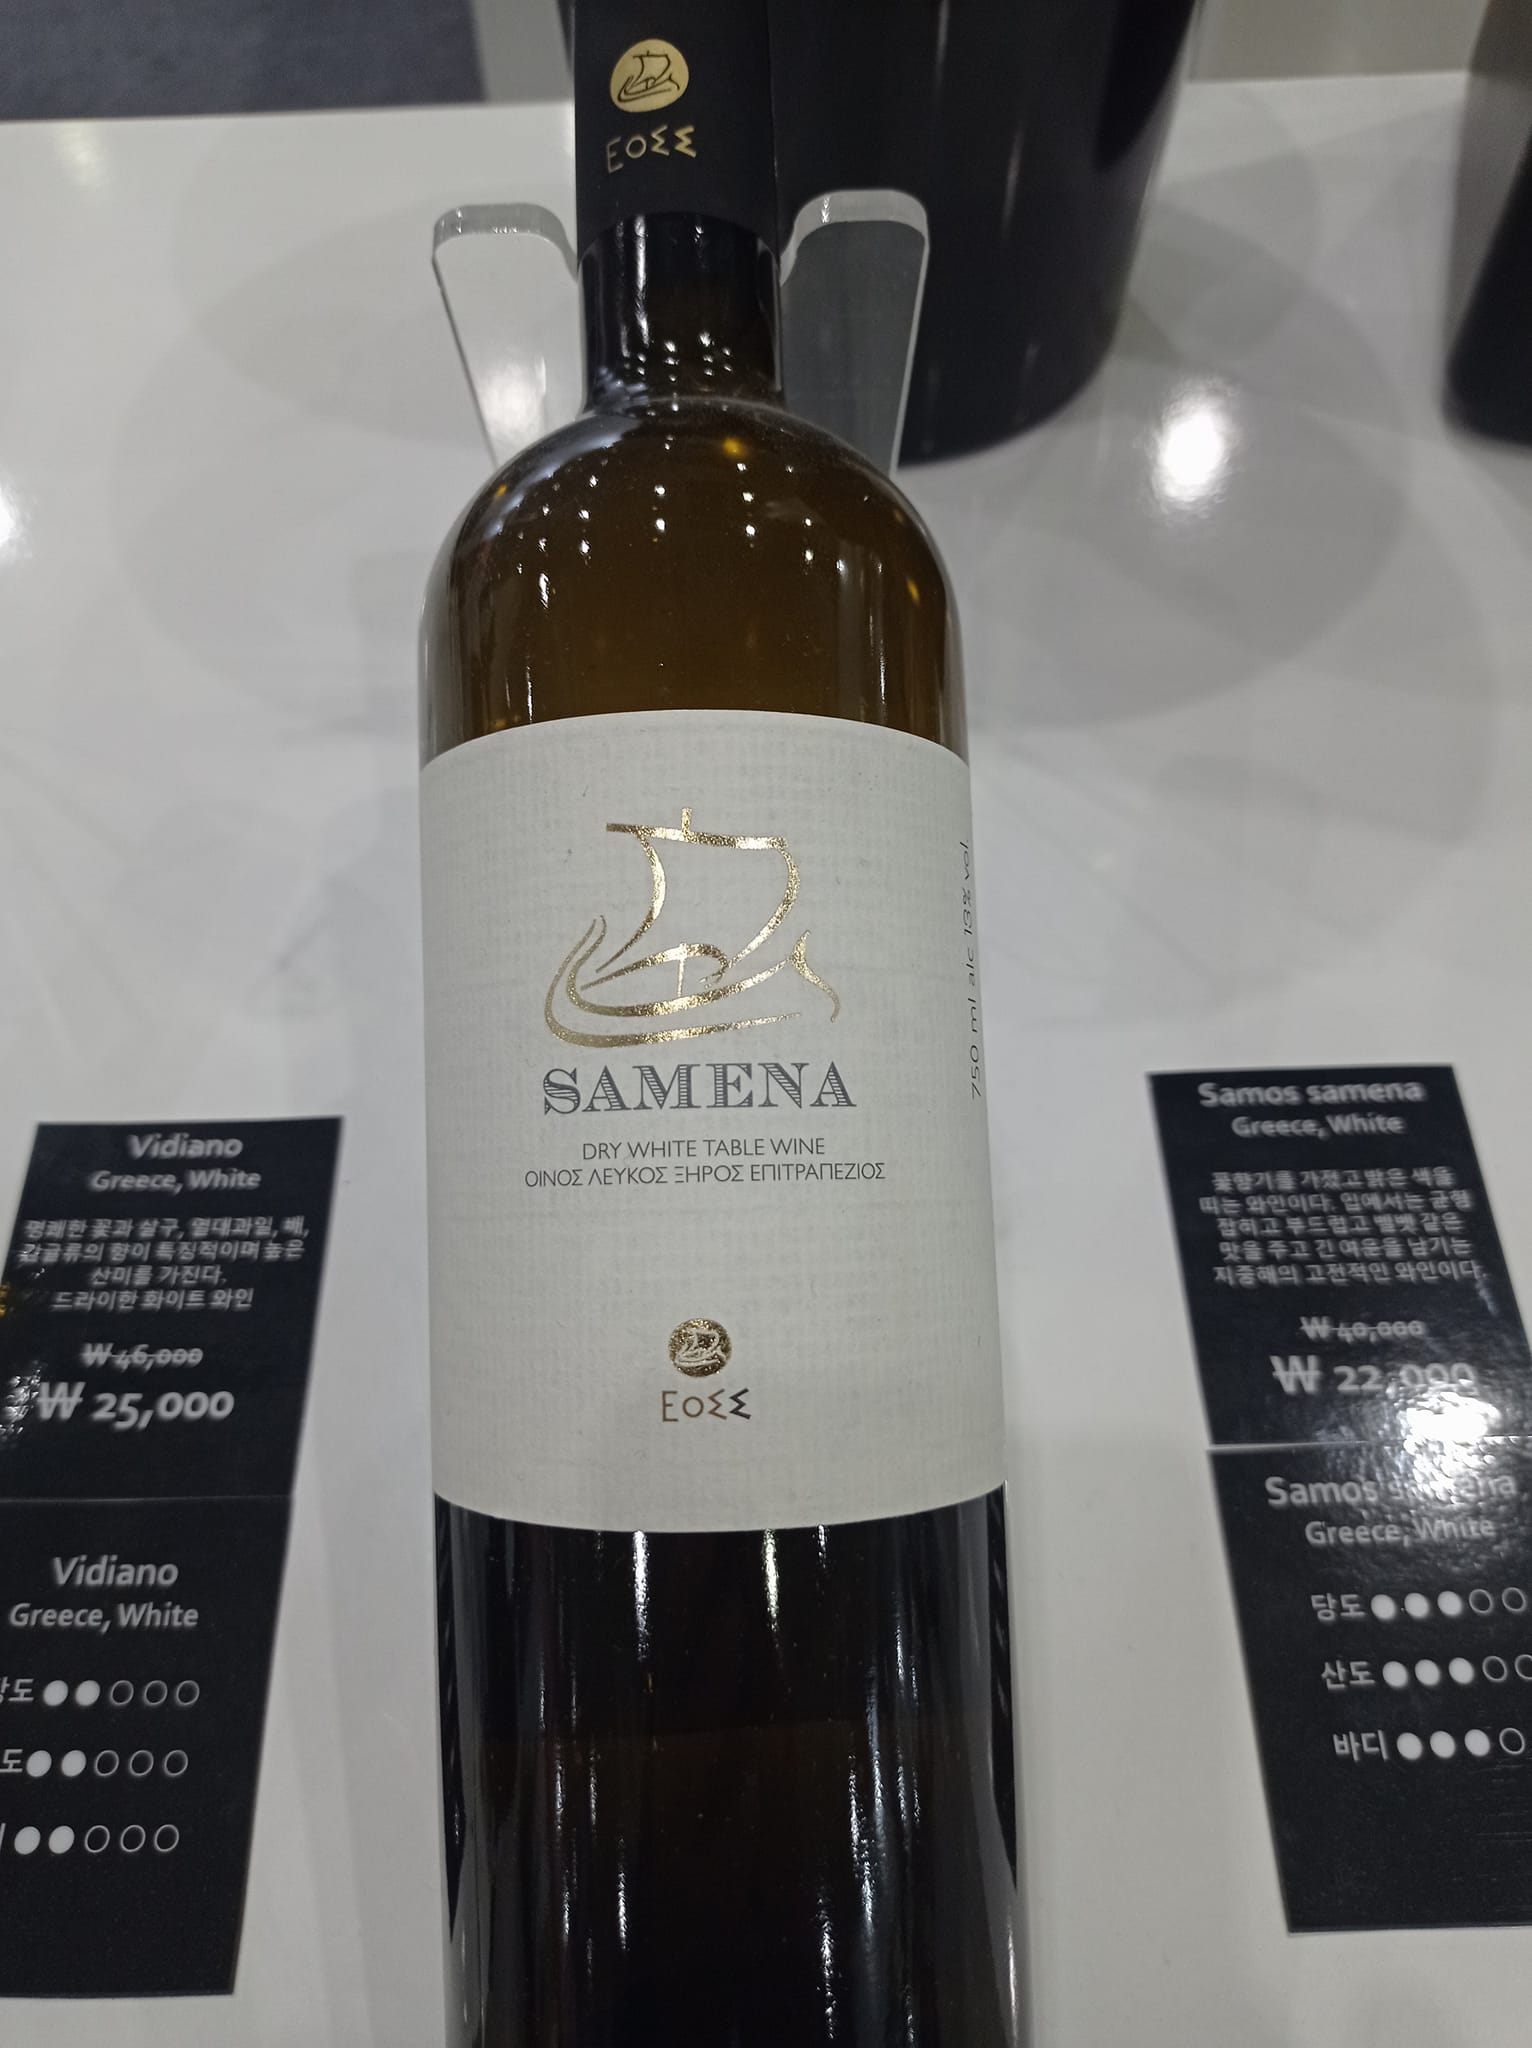 ΕΟΣΣ
SAMENA
DRY WHITE TABLE WINE
ΟΙΝΟΣ ΛΕΥΚΟΣ ΞΗΡΟΣ ΕΠΙΤΡΑΠΕΖΙΟΣ
ΕΟΣΣ
750 ml alc 13% vol.
Vidiano
Greece, White
명쾌한 꽃과 살구, 열대과일, 배,
감귤류의 향이 특징적이며 높은
산미를 가진다.
드라이한 화이트 와인
₩ 46,000
₩ 25,000
Vidiano
Greece, White
당도 ●●○○○
도 ●●○○○
●●○○○
Samos samena
Greece, White
꽃향기를 가졌고 밝은 색을
띠는 와인이다. 입에서는 균형
잡히고 부드럽고 벨벳 같은
맛을 주고 긴 여운을 남기는
지중해의 고전적인 와인이다.
₩ 40,000
₩ 22,000
Samos samena
Greece, White
당도 ●●●○○
산도 ●●●○○
바디 ●●●○